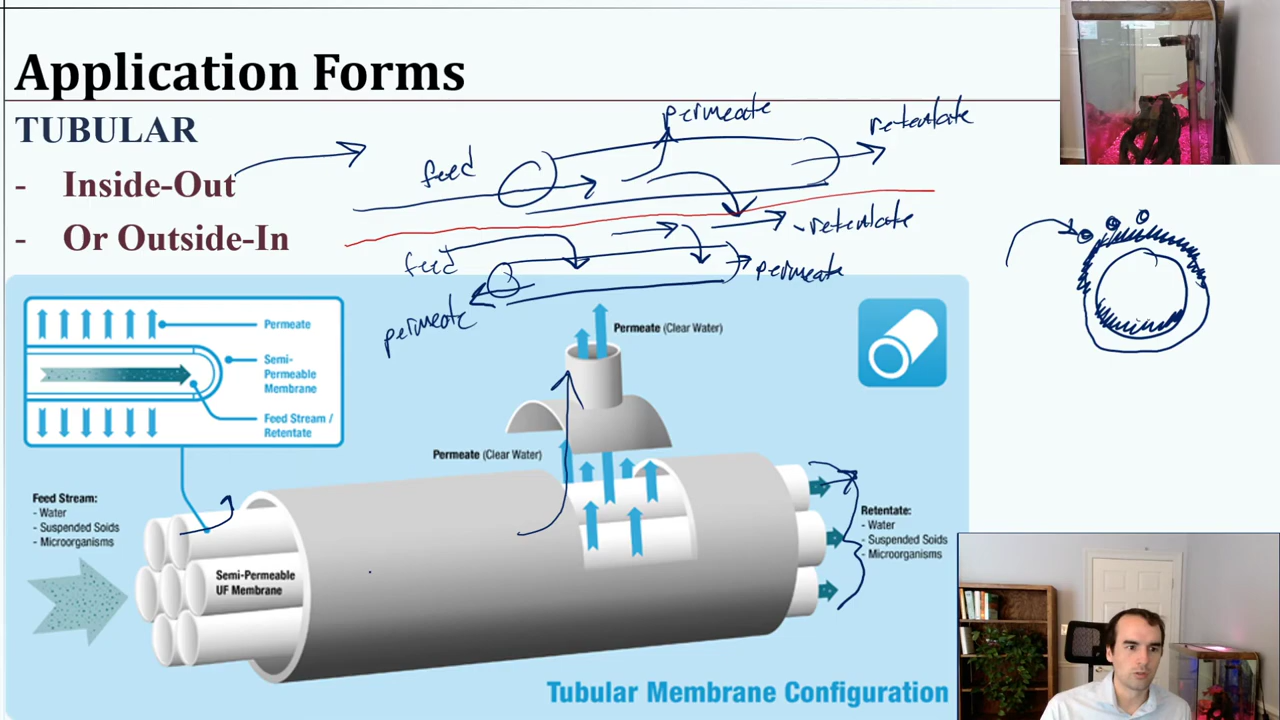 Application Forms
TUBULAR
- Inside-Out
- Or Outside-In
permeate
retentate
feed
retentate
feed
permeate
permeate
Permeate
Semi-
Permeable
Membrane
Feed Stream /
Retentate
Permeate (Clear Water)
Permeate (Clear Water)
Feed Stream:
- Water
- Suspended Soids
- Microorganisms
Semi-Permeable
UF Membrane
Retentate:
- Water
- Suspended Soids
- Microorganisms
Tubular Membrane Configuration